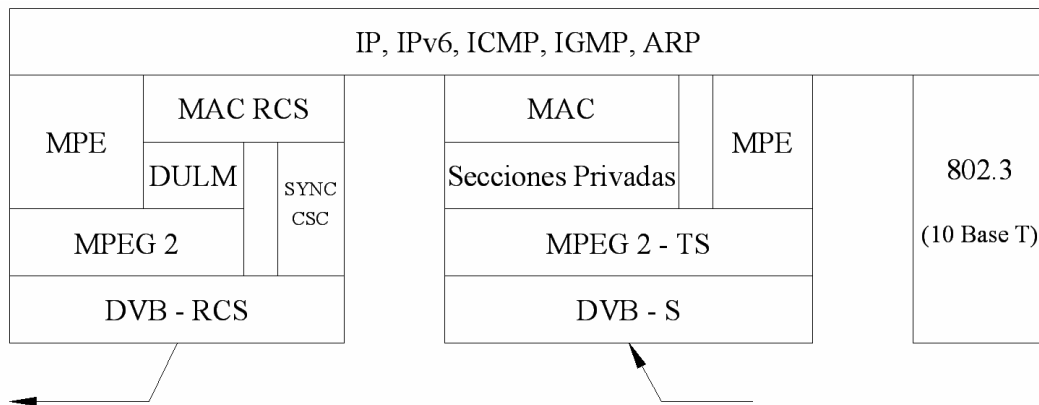 IP, IPv6, ICMP, IGMP, ARP
MPE
MAC RCS
DULM
SYNC
CSC
MPEG 2
DVB - RCS
MAC
Secciones Privadas
MPE
MPEG 2 - TS
DVB - S
802.3
(10 Base T)